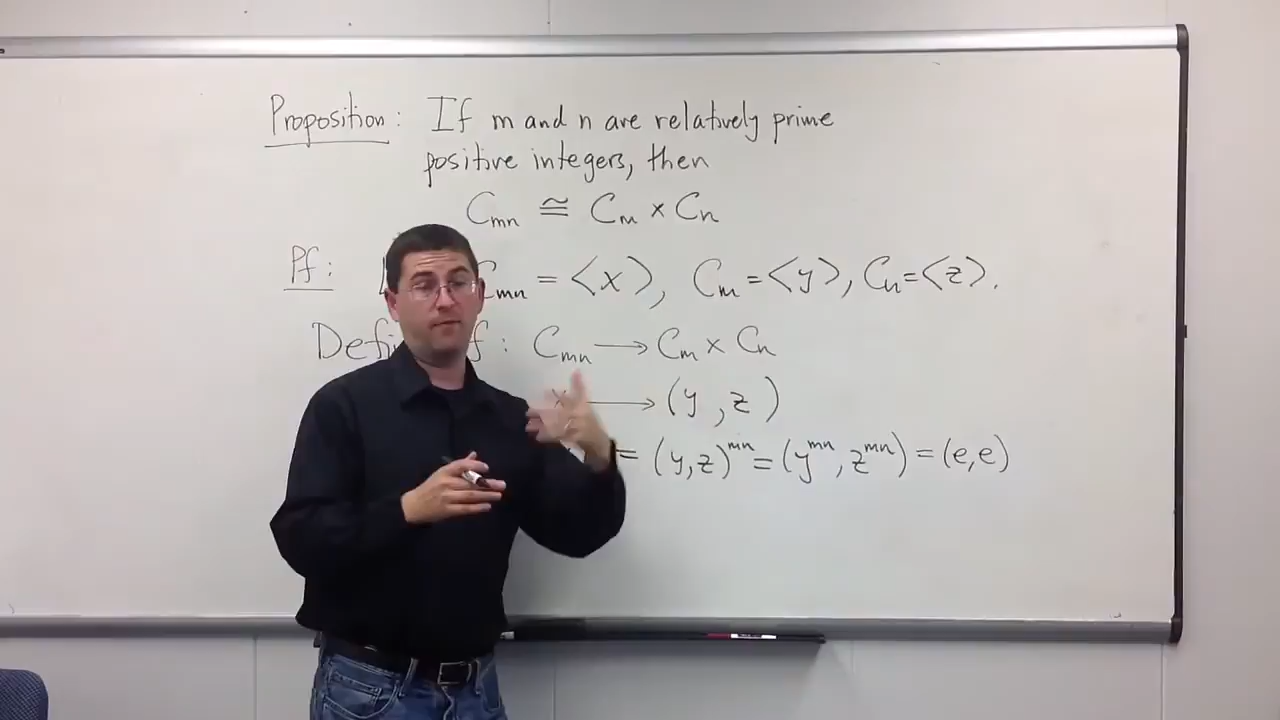 Proposition: If m and n are relatively prime
positive integers, then
Cmn ≅ Cm × Cn
Pf: Cmn = <x>, Cm = <y>, Cn = <z>.
f : Cmn → Cm × Cn
x → (y, z)
= (y,z)^mn = (y^mn, z^mn) = (e,e)